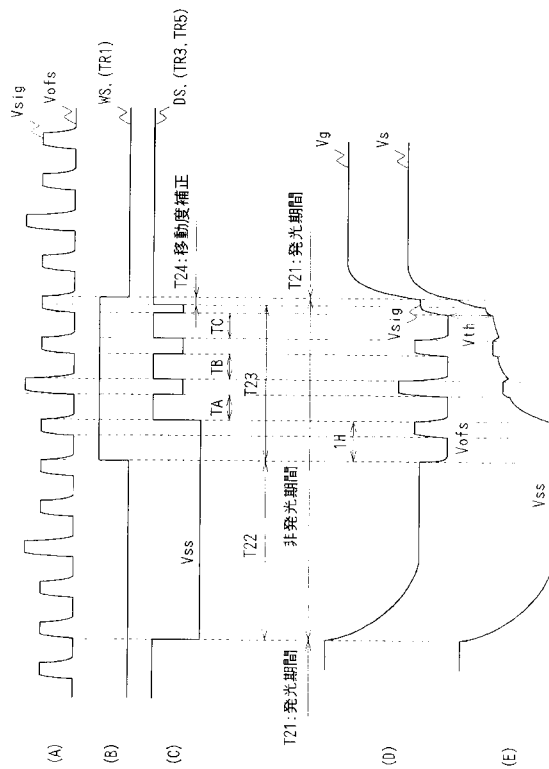 (A)
Vsig
Vofs
(B)
WS, (TR1)
(C)
Vss
DS, (TR3, TR5)
T24:移動度補正
TA
TB
TC
T22
T23
T21:発光期間
非発光期間
T21:発光期間
(D)
1H
Vofs
Vsig
Vg
(E)
Vss
Vth
Vs